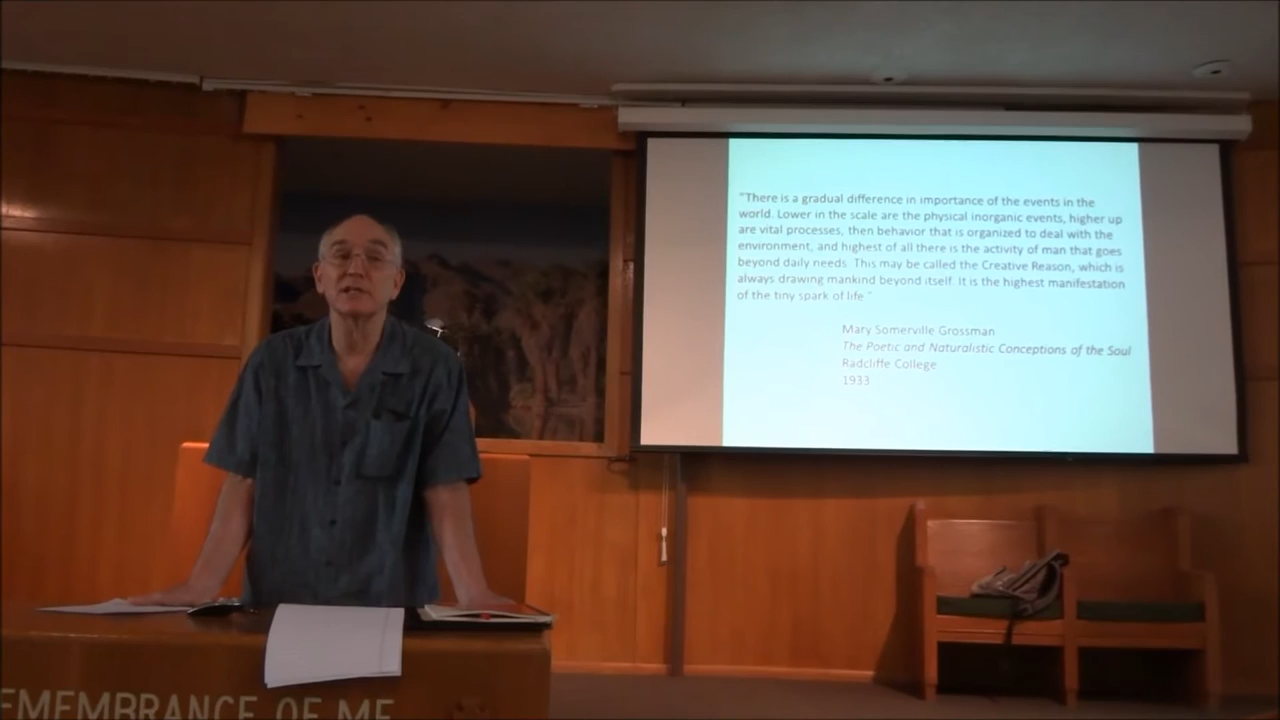 "There is a gradual difference in importance of the events in the
world. Lower in the scale are the physical inorganic events, higher up
are vital processes, then behavior that is organized to deal with the
environment, and highest of all there is the activity of man that goes
beyond daily needs. This may be called the Creative Reason, which is
always drawing mankind beyond itself. It is the highest manifestation
of the tiny spark of life."
Mary Somerville Grossman
The Poetic and Naturalistic Conceptions of the Soul
Radcliffe College
1933
EMEMBRANCE OF ME